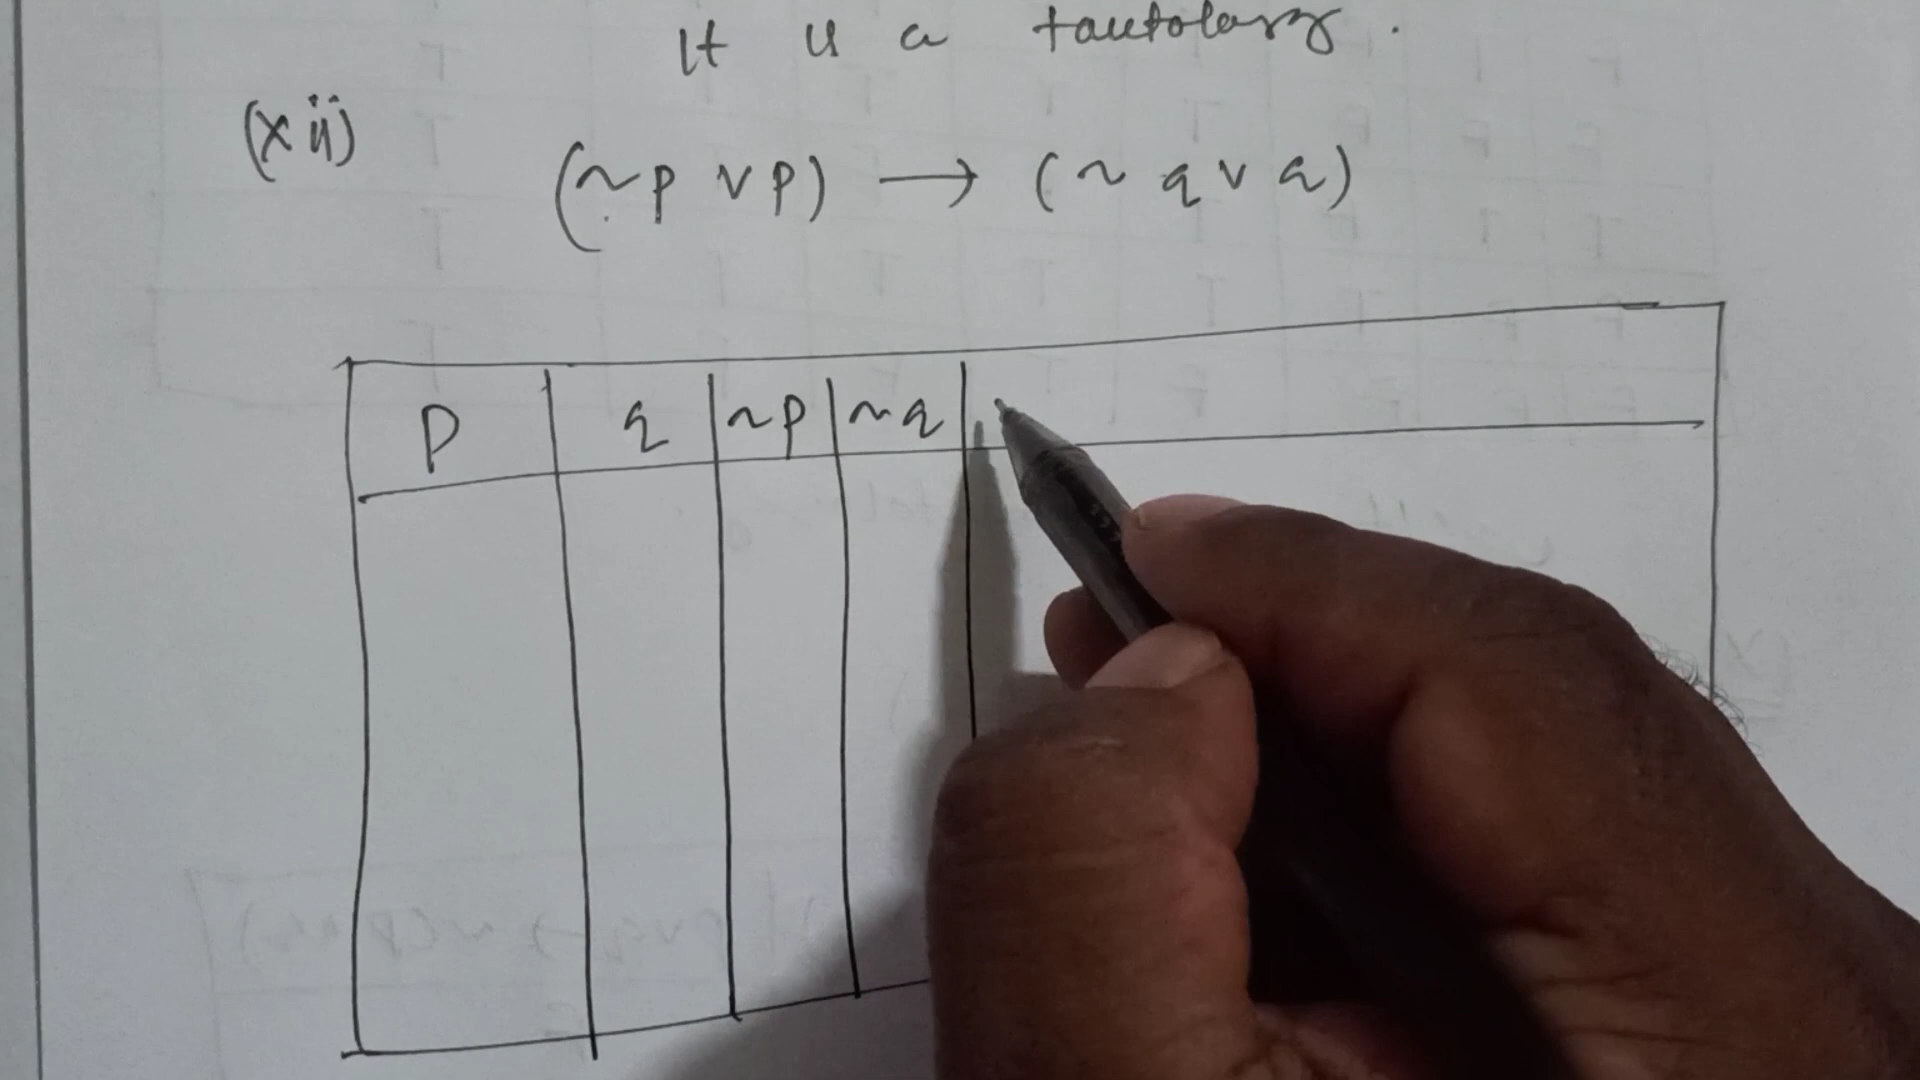 It is a tautology.
(xii)
(~p ∨ p) → (~q ∨ q)
p q ~p ~q